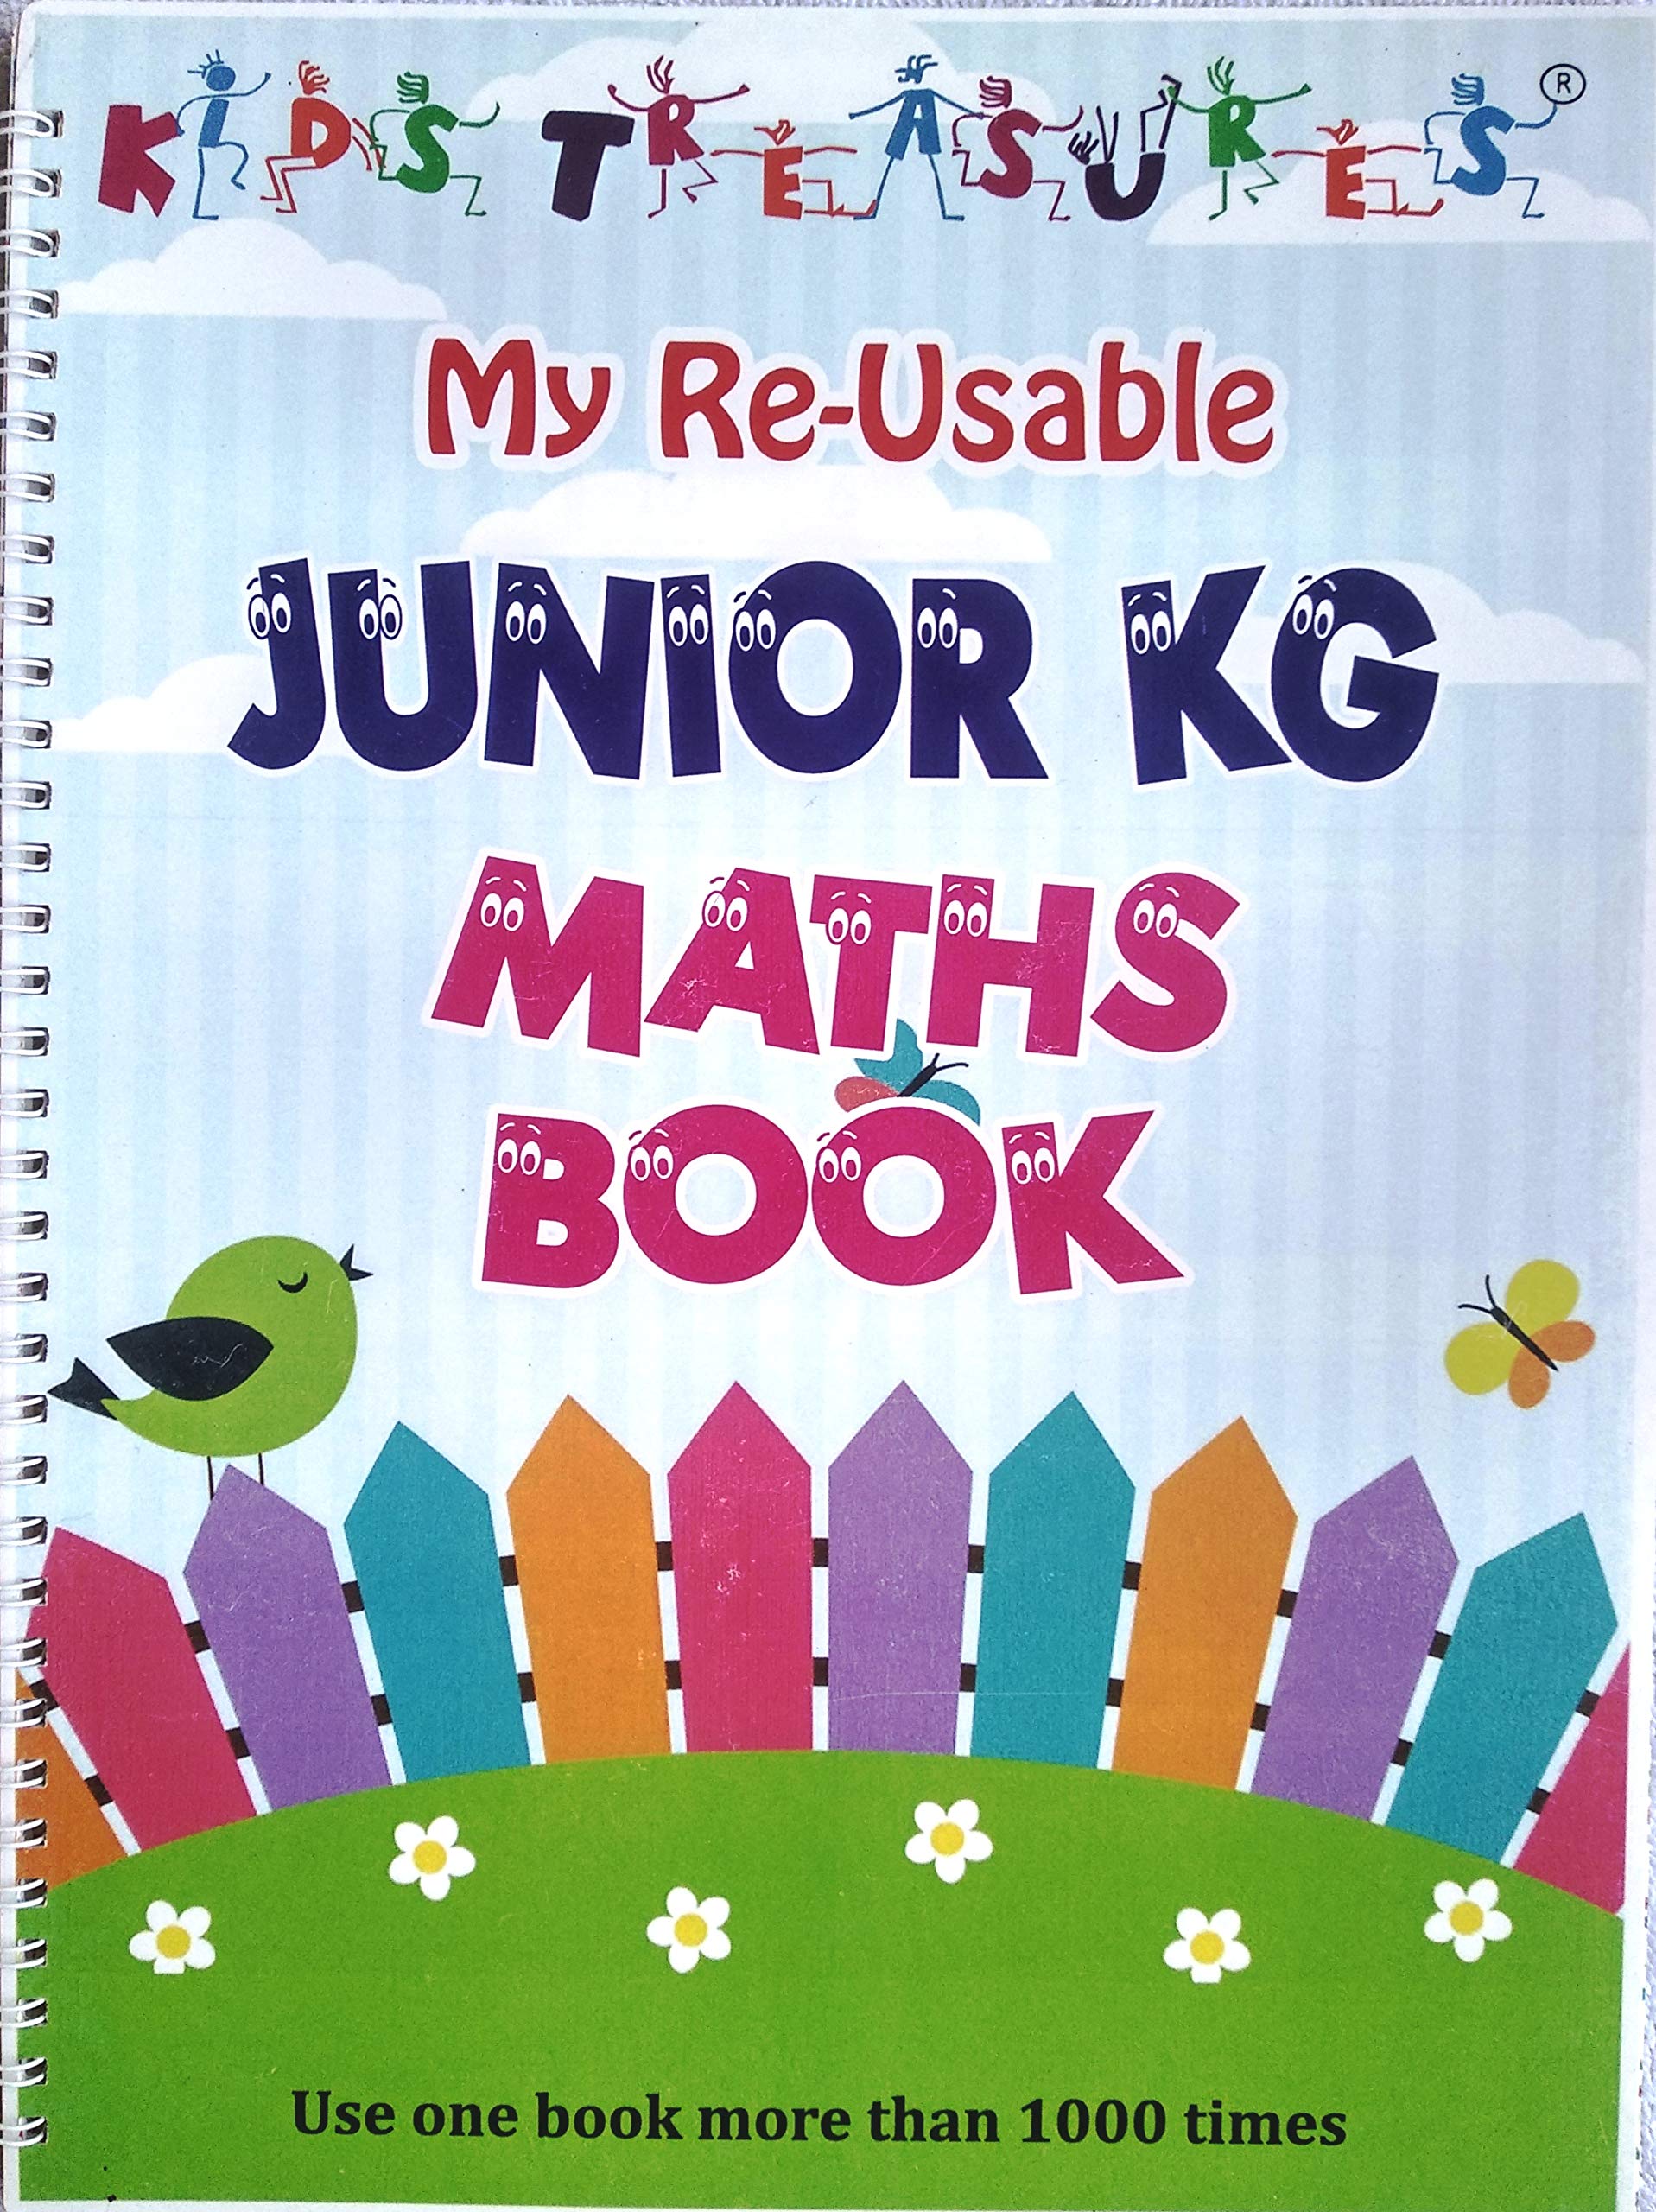 KIDS TREASURES ®
My Re-Usable
JUNIOR KG
MATHS
BOOK
Use one book more than 1000 times